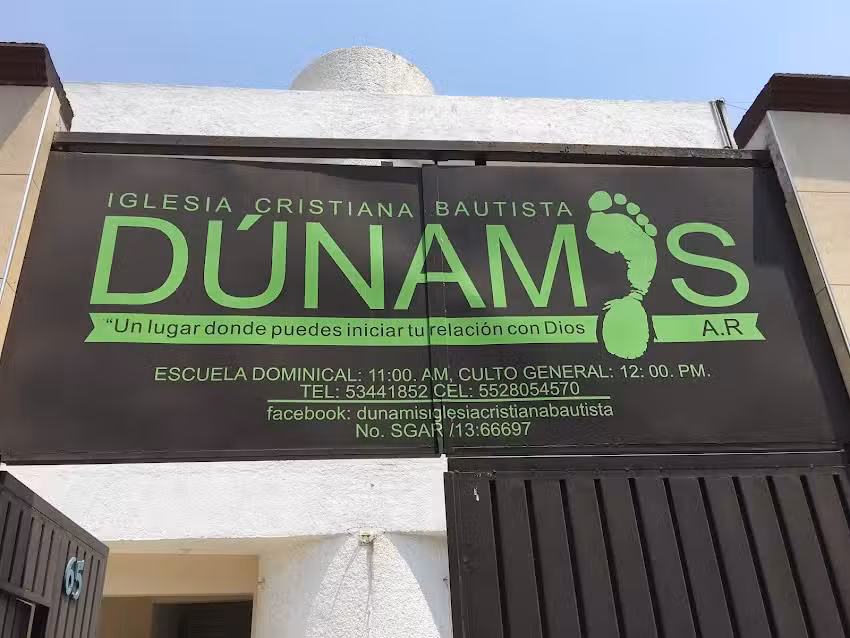 IGLESIA CRISTIANA BAUTISTA
DÚNAMIS
"Un lugar donde puedes iniciar tu relación con Dios A.R
ESCUELA DOMINICAL: 11:00. AM, CULTO GENERAL: 12: 00. PM.
TEL: 53441852 CEL: 5528054570
facebook: dunamisiglesiacristianabautista
No. SGAR /13:66697
65